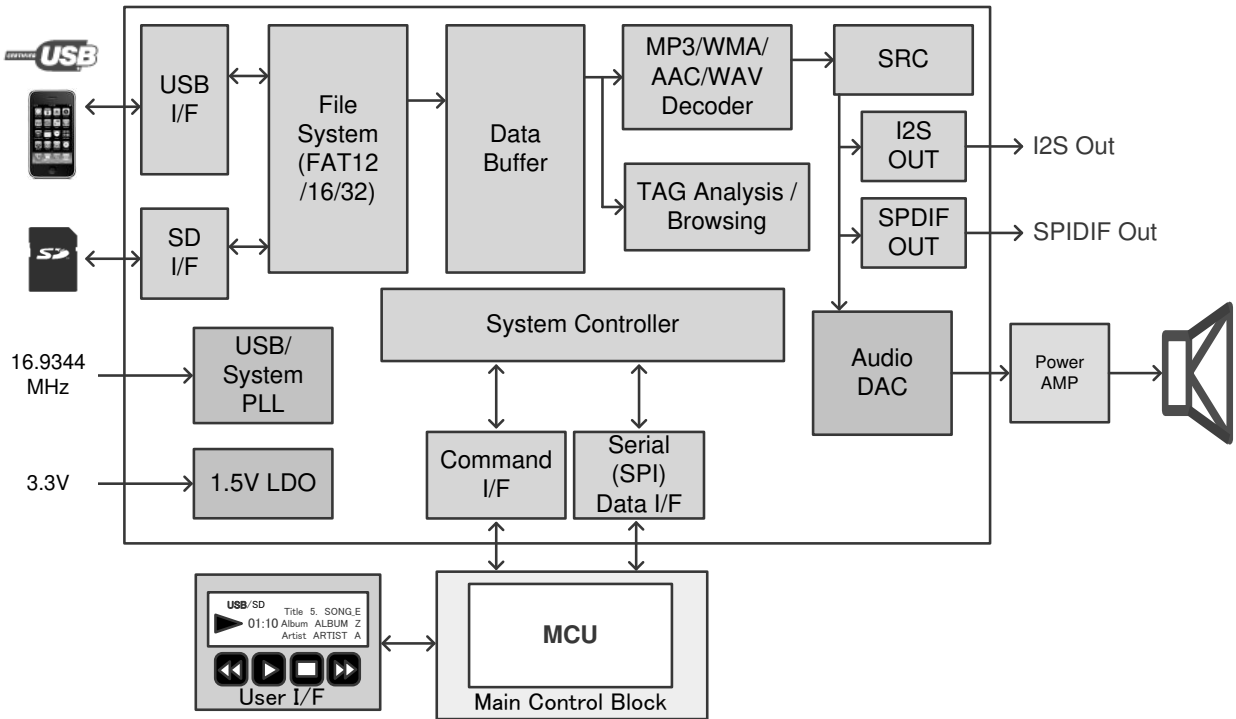 CERTIFIED USB
USB
I/F
File
System
(FAT12
/16/32)
Data
Buffer
MP3/WMA/
AAC/WAV
Decoder
SRC
I2S
OUT
I2S Out
TAG Analysis /
Browsing
SPDIF
OUT
SPIDIF Out
SD
I/F
SD
System Controller
16.9344
MHz
USB/
System
PLL
Audio
DAC
Power
AMP
Command
I/F
Serial
(SPI)
Data I/F
3.3V
1.5V LDO
USB/SD
Title 5. SONG_E
01:10 Album ALBUM Z
Artist ARTIST A
User I/F
MCU
Main Control Block